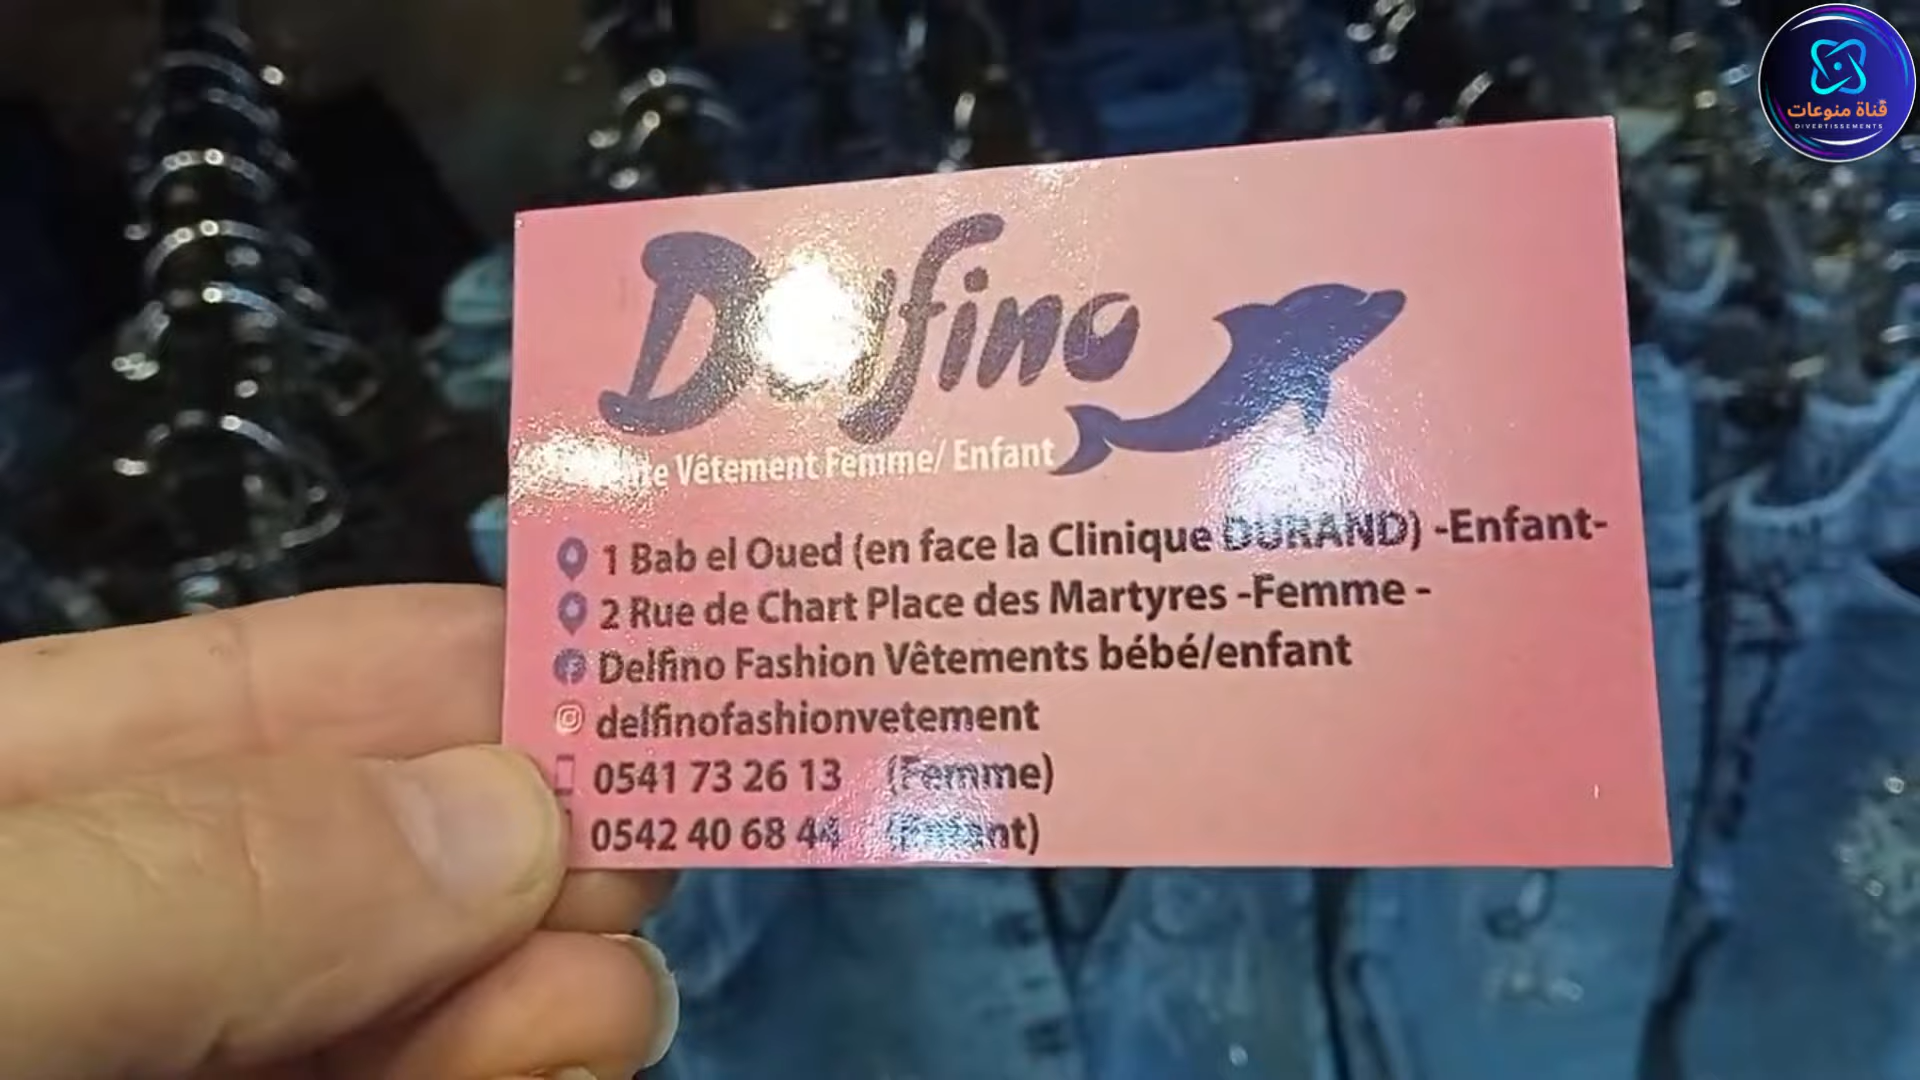 قناة منوعات
DIVERTISSEMENTS
Delfino
Vêtement Femme/ Enfant
1 Bab el Oued (en face la Clinique DURAND) -Enfant-
2 Rue de Chart Place des Martyres -Femme -
Delfino Fashion Vêtements bébé/enfant
delfinofashionvetement
0541 73 26 13 (Femme)
0542 40 68 44 (Enfant)